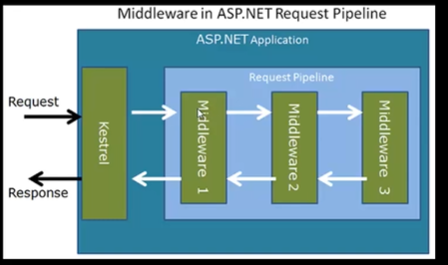 Middleware in ASP.NET Request Pipeline
ASP.NET Application
Request Pipeline
Request
Response
Kestrel
Middleware 1
Middleware 2
Middleware 3